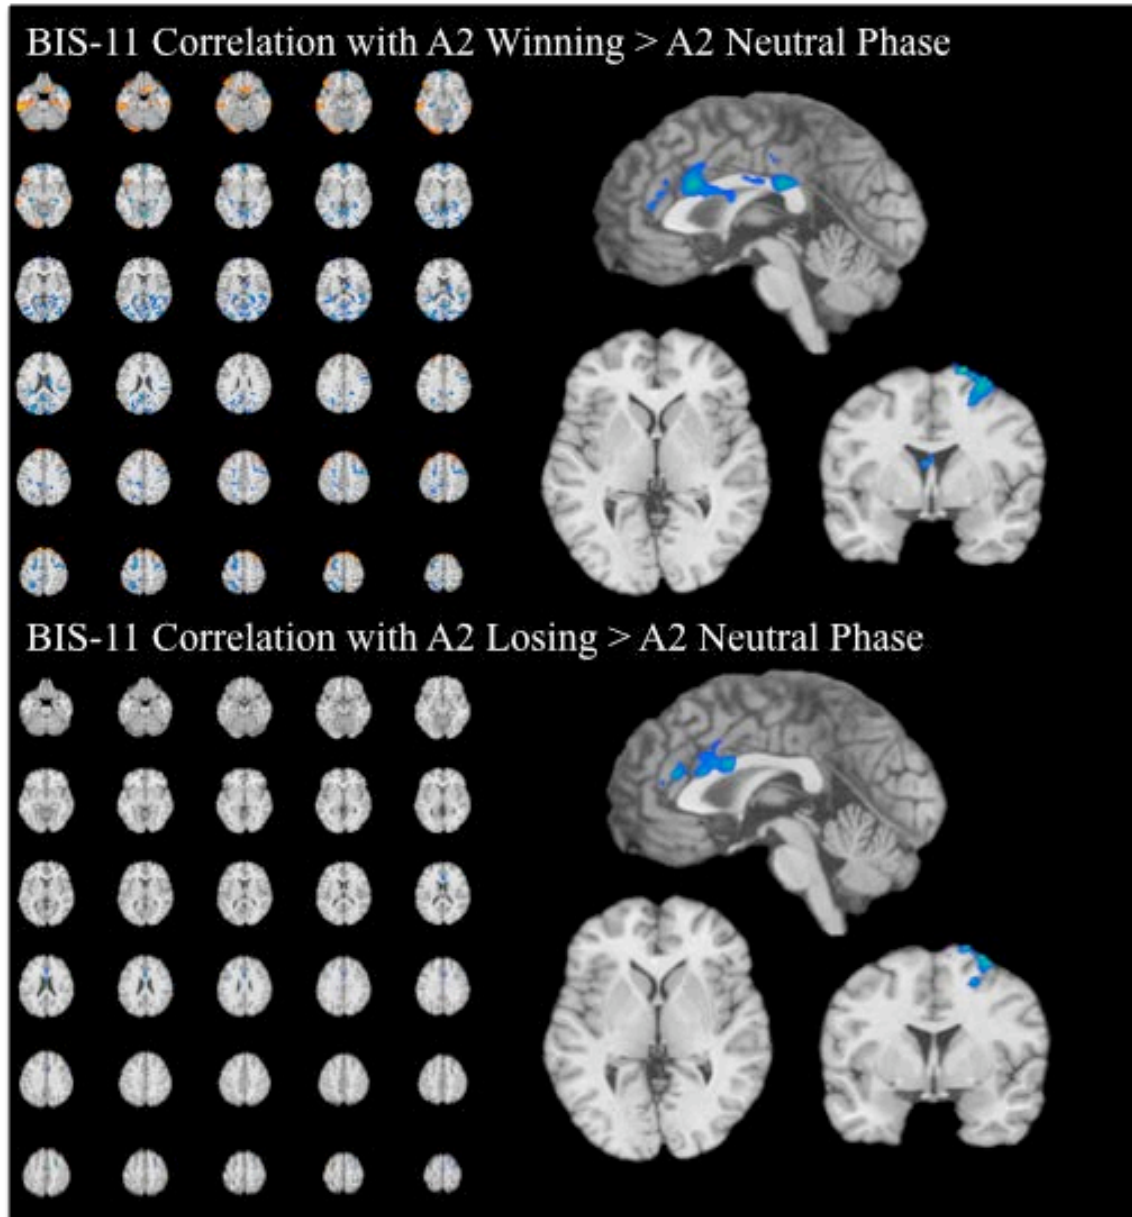 BIS-11 Correlation with A2 Winning > A2 Neutral Phase
BIS-11 Correlation with A2 Losing > A2 Neutral Phase